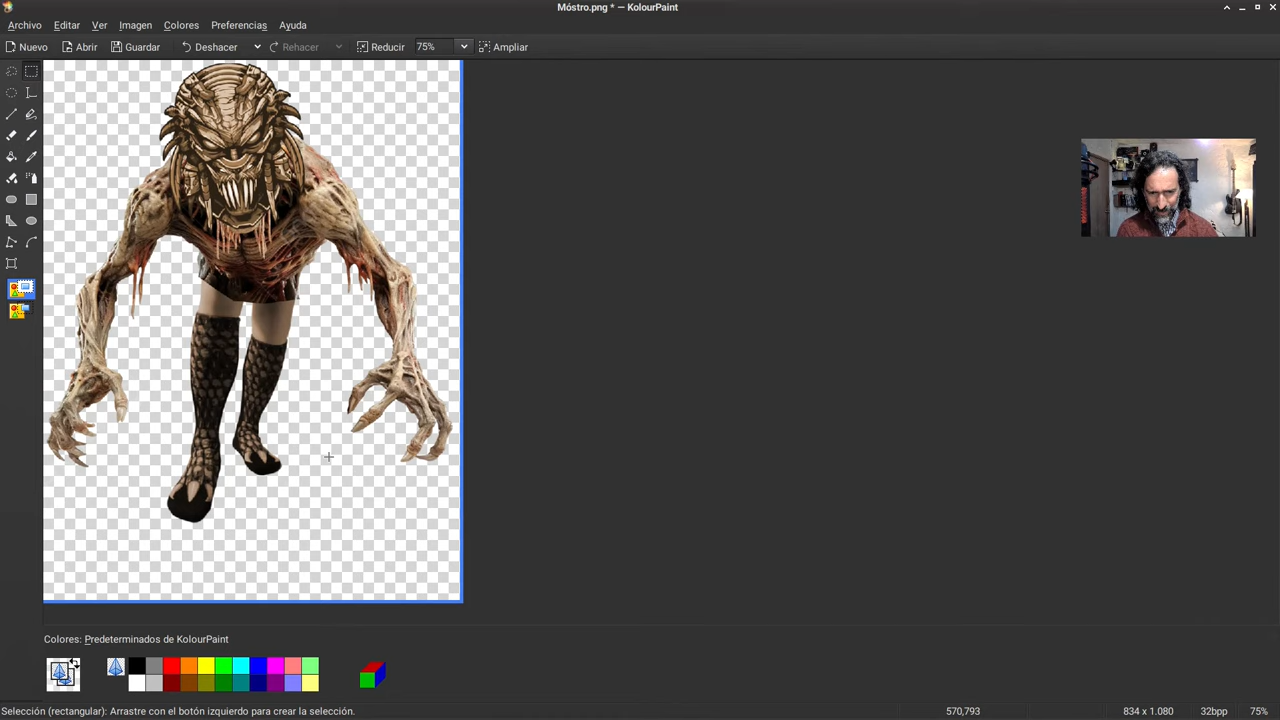 Móstro.png * — KolourPaint
Archivo Editar Ver Imagen Colores Preferencias Ayuda
Nuevo Abrir Guardar Deshacer Rehacer Reducir 75% Ampliar
Colores: Predeterminados de KolourPaint
Selección (rectangular): Arrastre con el botón izquierdo para crear la selección. 570,793 834 x 1.080 32bpp 75%